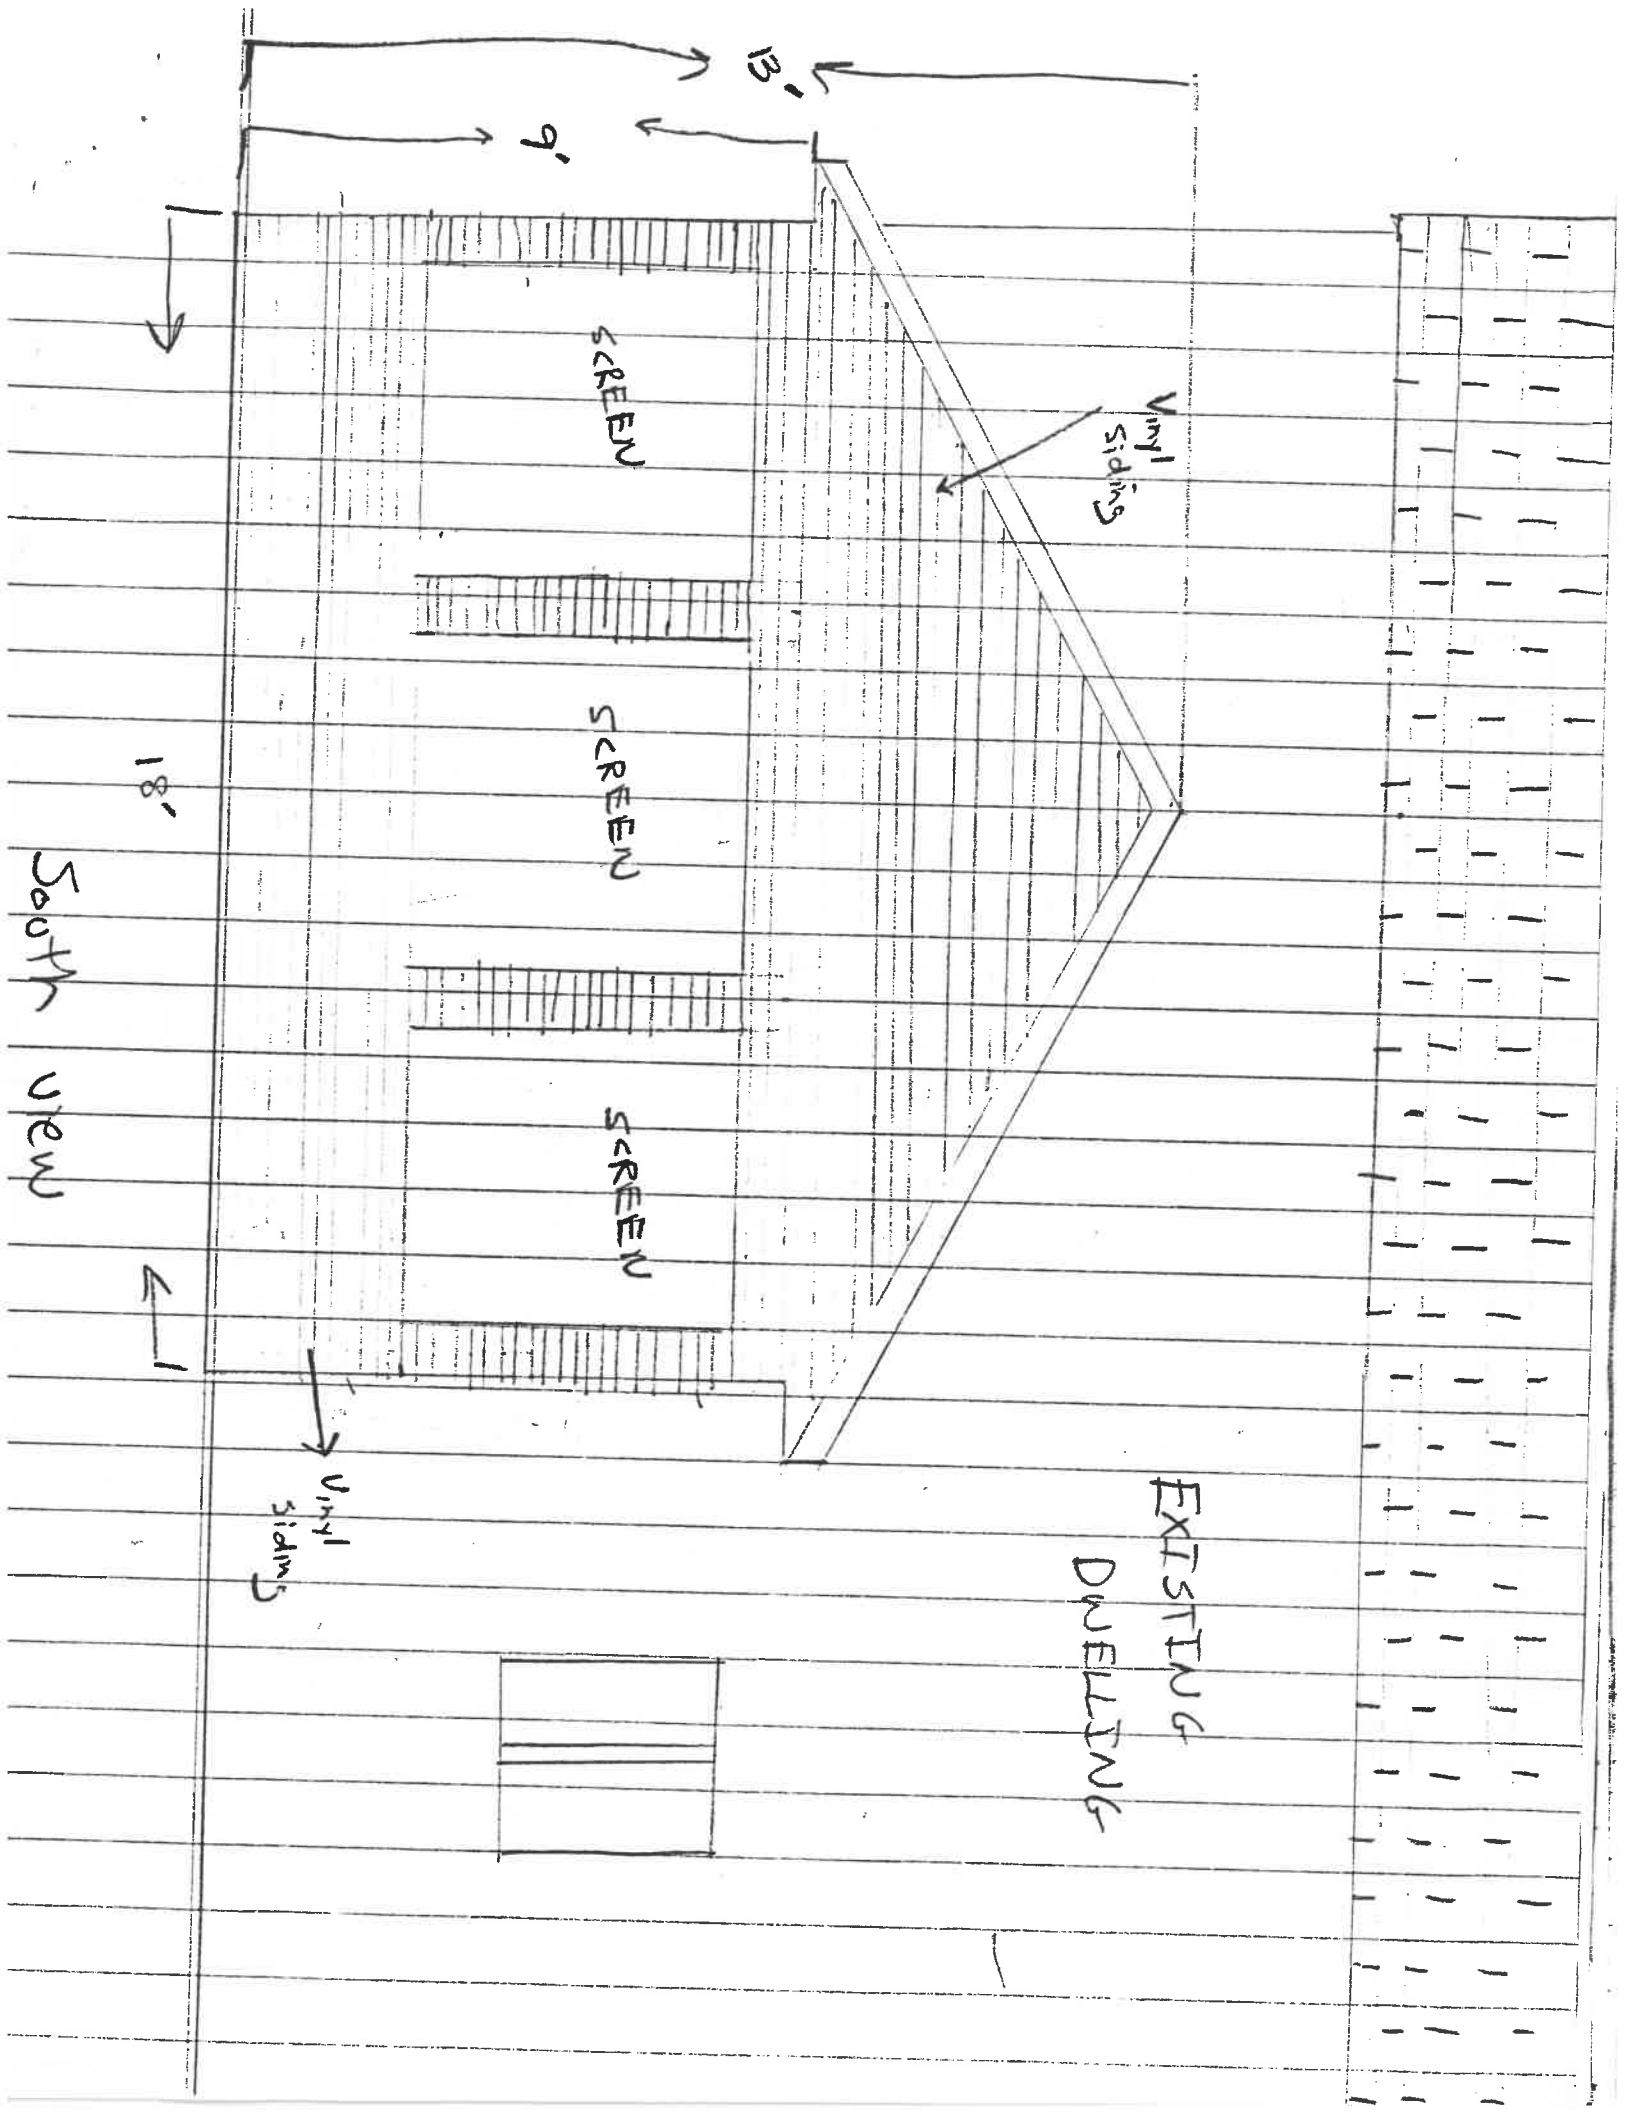 EXISTING
DWELLING
Vinyl
Siding
13'
9'
SCREEN
SCREEN
SCREEN
Vinyl
Siding
18'
South View